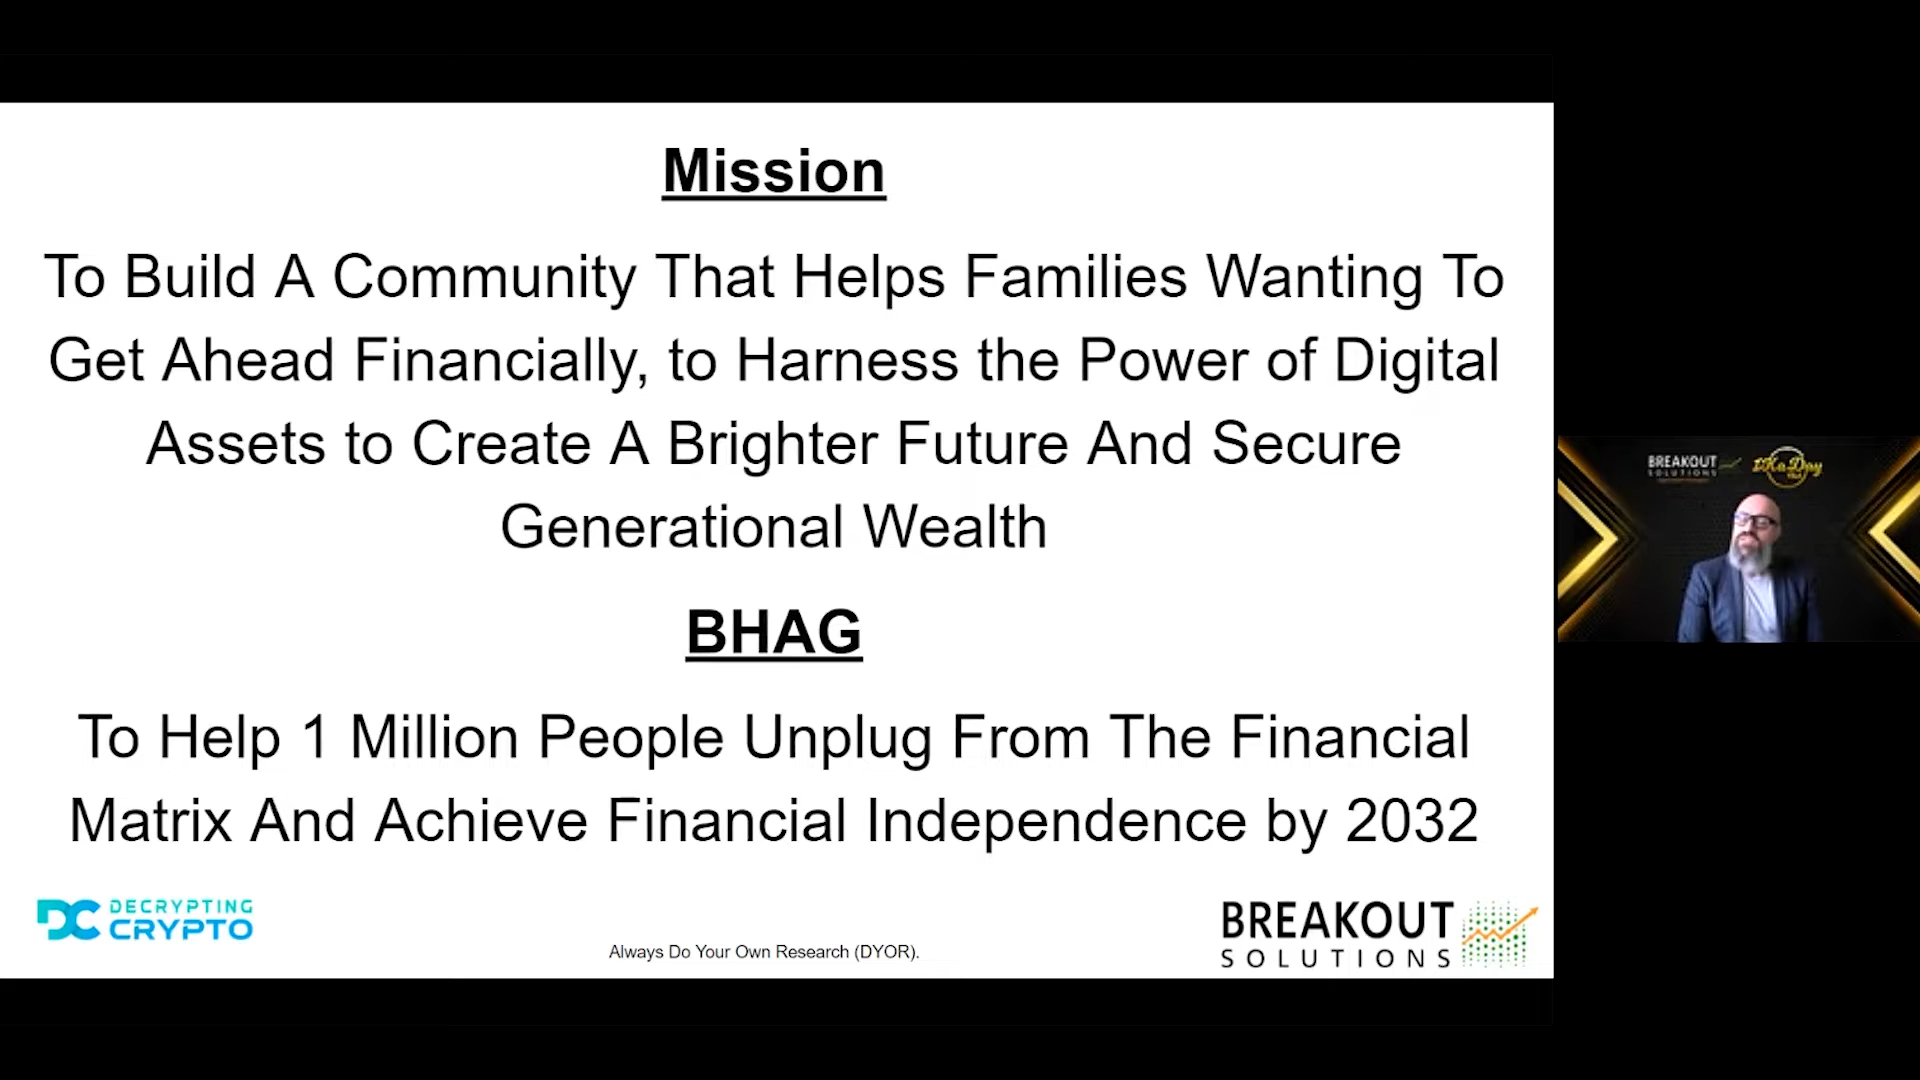 Mission
To Build A Community That Helps Families Wanting To
Get Ahead Financially, to Harness the Power of Digital
Assets to Create A Brighter Future And Secure
Generational Wealth
BHAG
To Help 1 Million People Unplug From The Financial
Matrix And Achieve Financial Independence by 2032
DECRYPTING
CRYPTO
Always Do Your Own Research (DYOR).
BREAKOUT
SOLUTIONS
BREAKOUT
SOLUTIONS
1KaDay